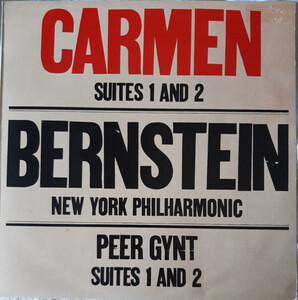 CARMEN
SUITES 1 AND 2
BERNSTEIN
NEW YORK PHILHARMONIC
PEER GYNT
SUITES 1 AND 2